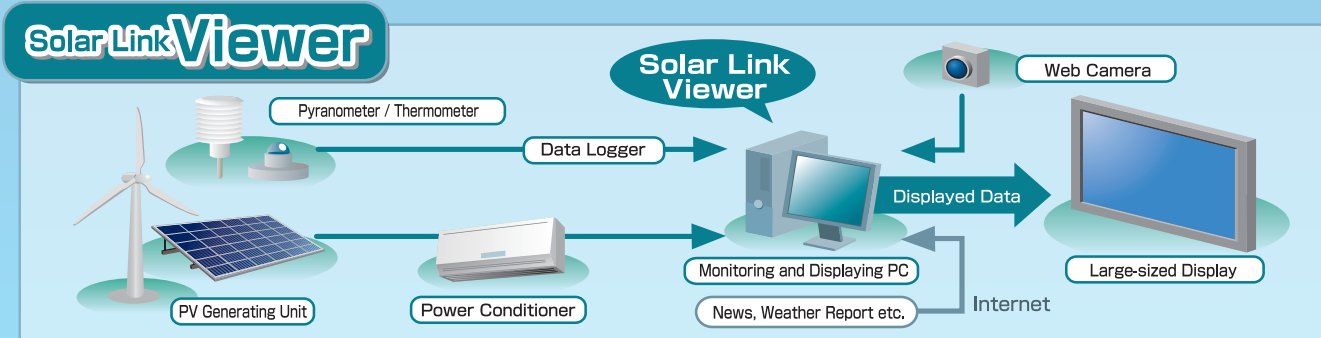 Solar Link Viewer
Solar Link
Viewer
Web Camera
Pyranometer / Thermometer
Data Logger
Displayed Data
Monitoring and Displaying PC
Large-sized Display
PV Generating Unit
Power Conditioner
News, Weather Report etc.
Internet